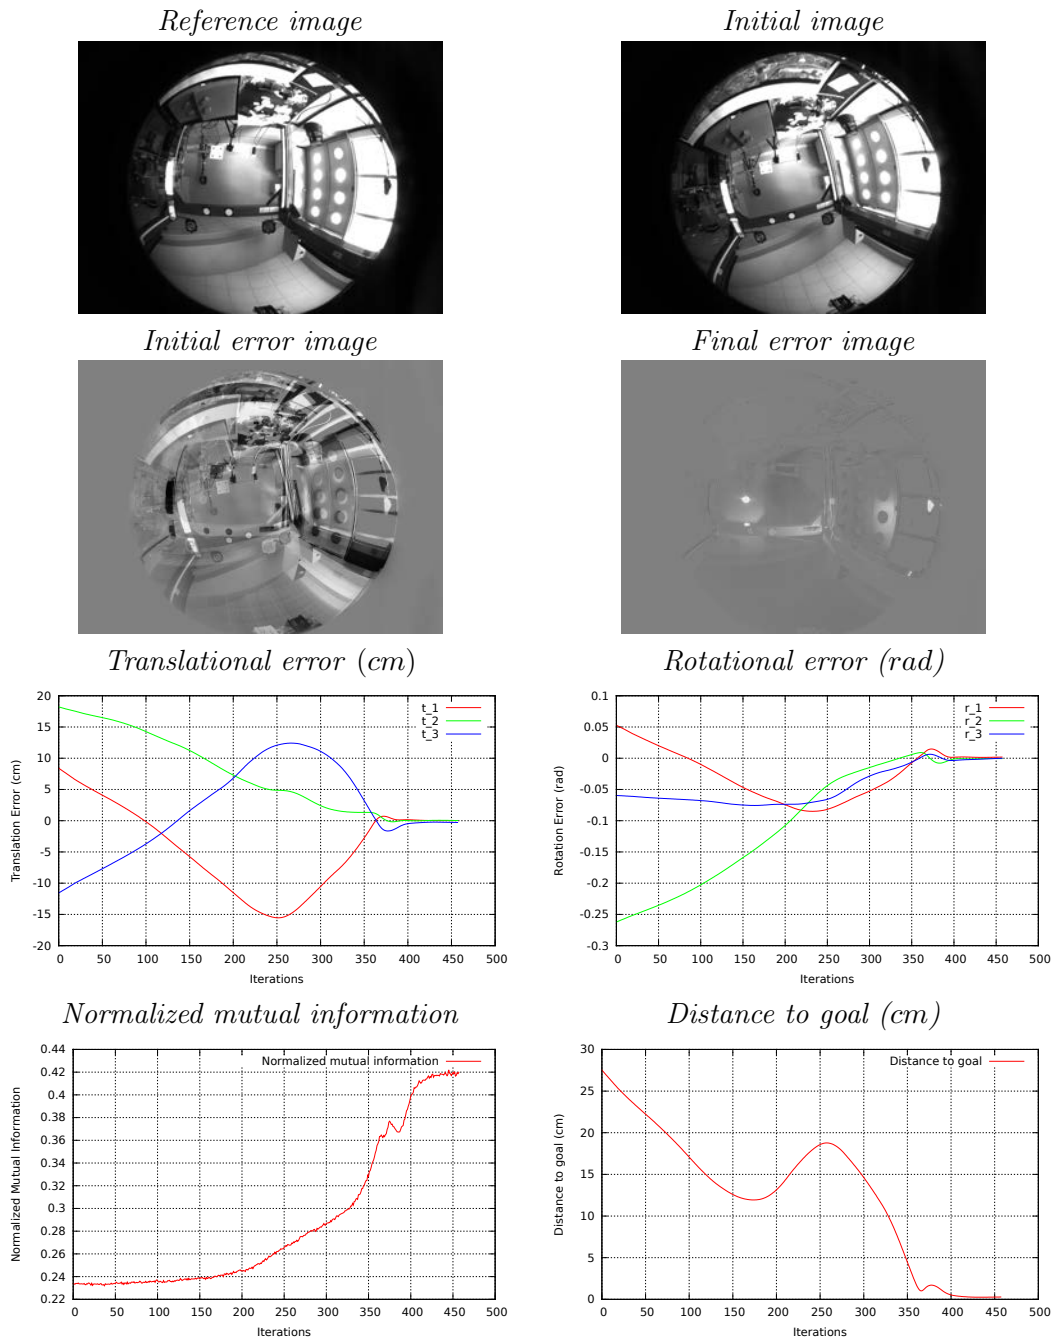 Reference image
Initial image
Initial error image
Final error image
Translational error (cm)
Rotational error (rad)
20
15
10
5
0
-5
-10
-15
-20
Translation Error (cm)
t_1
t_2
t_3
0 50 100 150 200 250 300 350 400 450 500
Iterations
0.1
0.05
0
-0.05
-0.1
-0.15
-0.2
-0.25
-0.3
Rotation Error (rad)
r_1
r_2
r_3
0 50 100 150 200 250 300 350 400 450 500
Iterations
Normalized mutual information
Distance to goal (cm)
0.44
0.42
0.4
0.38
0.36
0.34
0.32
0.3
0.28
0.26
0.24
0.22
Normalized Mutual Information
Normalized mutual information
0 50 100 150 200 250 300 350 400 450 500
Iterations
30
25
20
15
10
5
0
Distance to goal (cm)
Distance to goal
0 50 100 150 200 250 300 350 400 450 500
Iterations